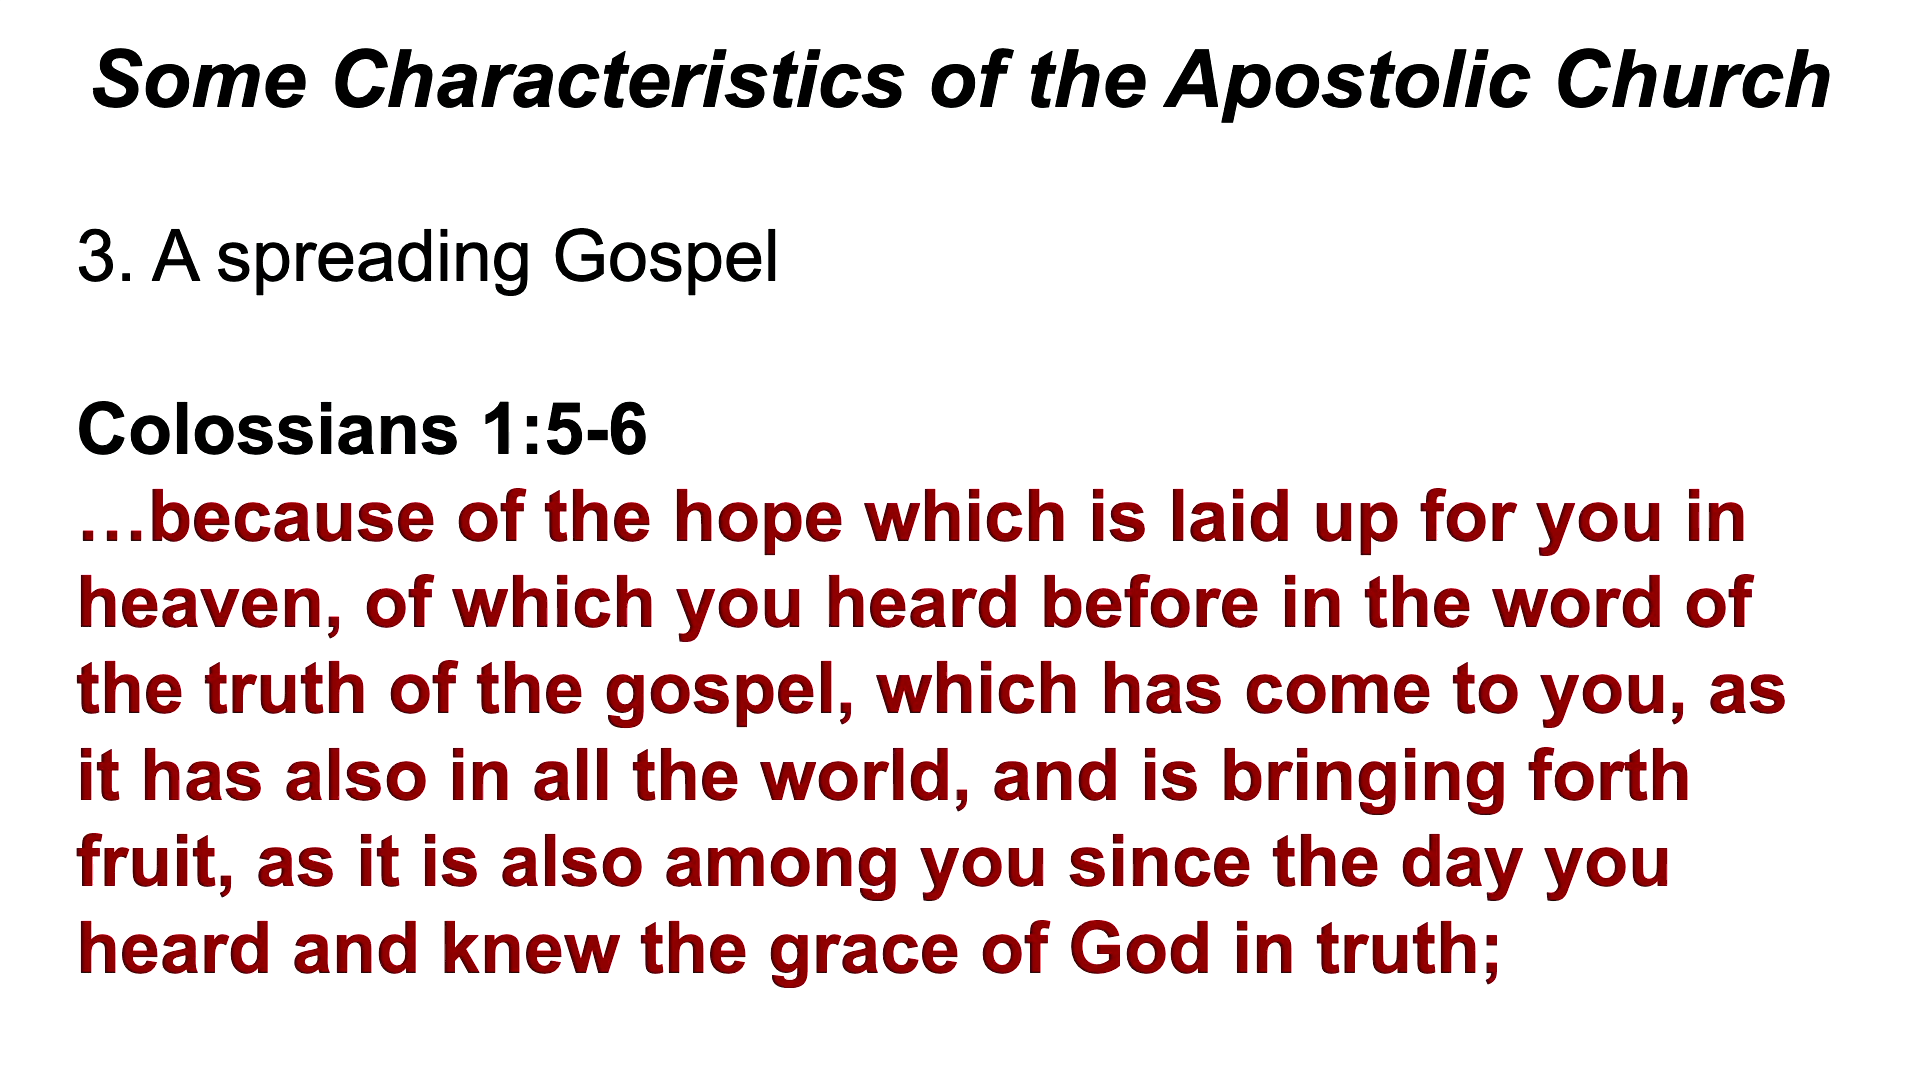 Some Characteristics of the Apostolic Church
3. A spreading Gospel
Colossians 1:5-6
…because of the hope which is laid up for you in
heaven, of which you heard before in the word of
the truth of the gospel, which has come to you, as
it has also in all the world, and is bringing forth
fruit, as it is also among you since the day you
heard and knew the grace of God in truth;